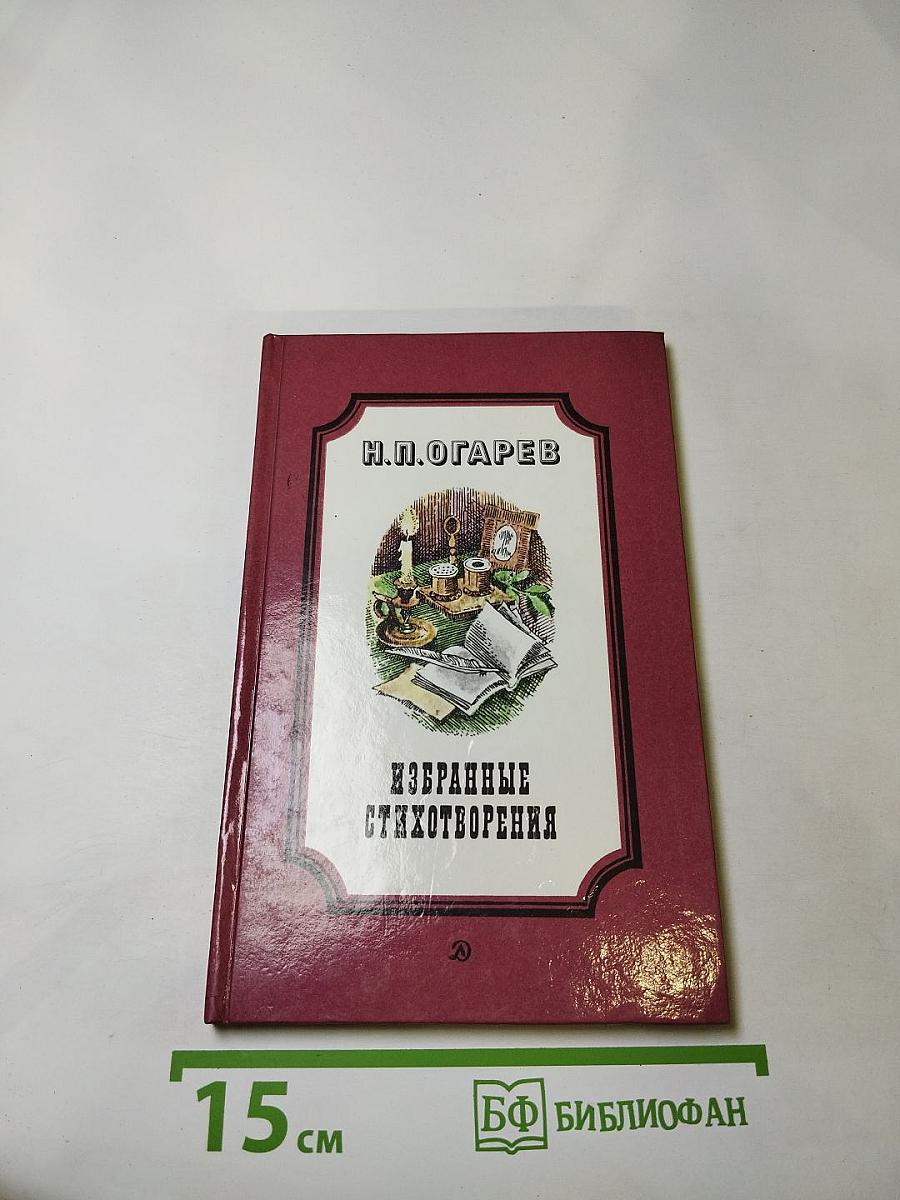 Н.П.ОГАРЕВ
ИЗБРАННЫЕ
СТИХОТВОРЕНИЯ
15 см
БФ БИБЛИОФАН